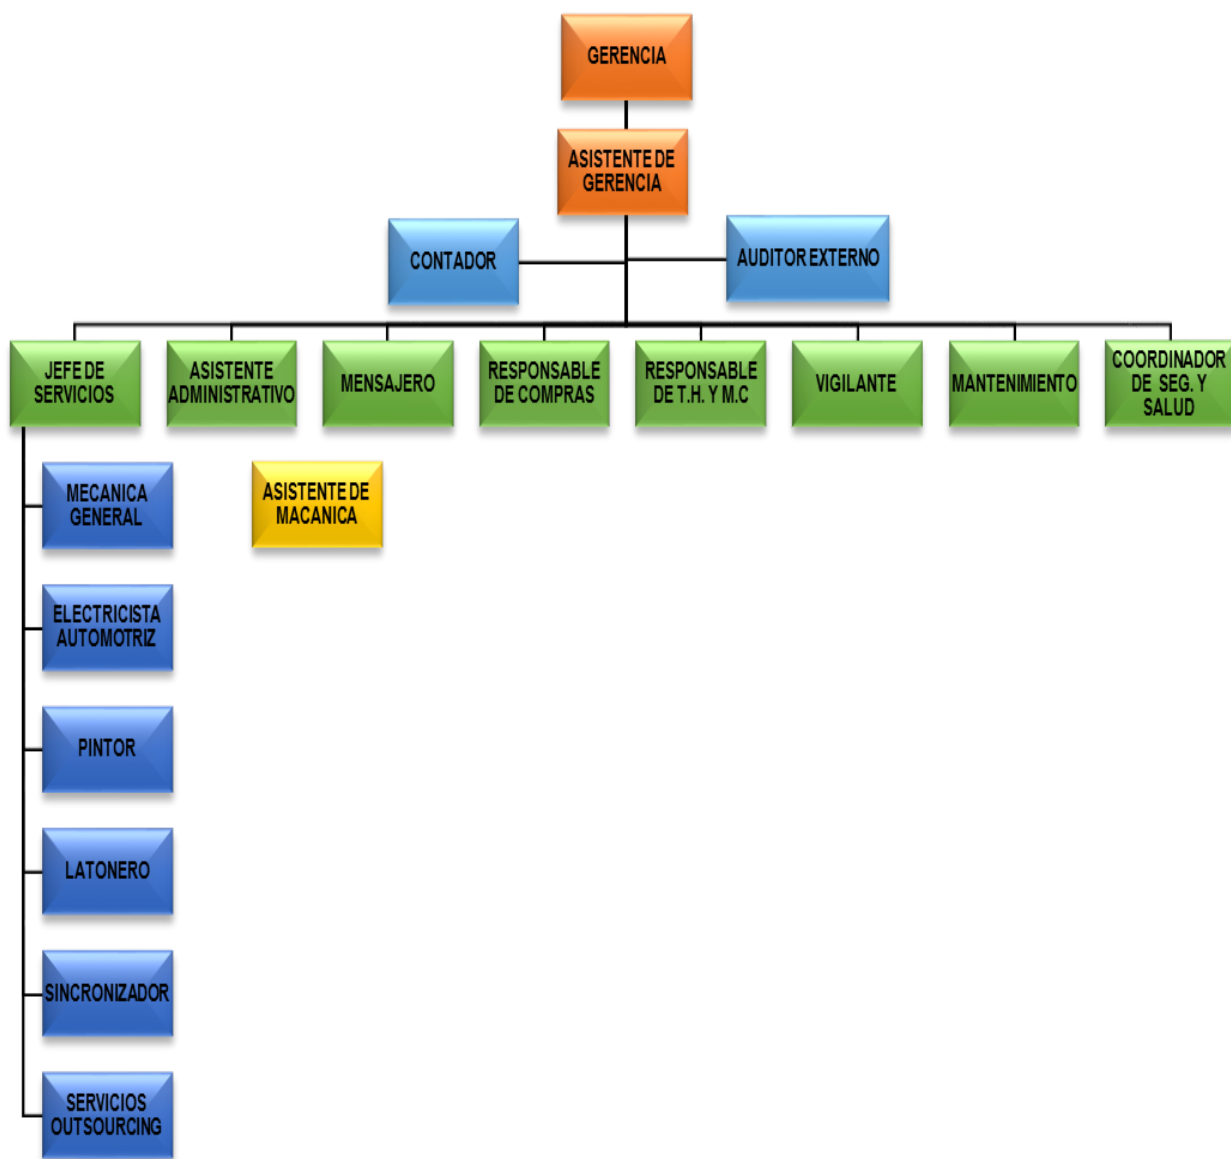 GERENCIA
ASISTENTE DE
GERENCIA
CONTADOR
AUDITOR EXTERNO
JEFE DE
SERVICIOS
ASISTENTE
ADMINISTRATIVO
MENSAJERO
RESPONSABLE
DE COMPRAS
RESPONSABLE
DE T.H. Y M.C
VIGILANTE
MANTENIMIENTO
COORDINADOR
DE SEG. Y
SALUD
MECANICA
GENERAL
ASISTENTE DE
MACANICA
ELECTRICISTA
AUTOMOTRIZ
PINTOR
LATONERO
SINCRONIZADOR
SERVICIOS
OUTSOURCING